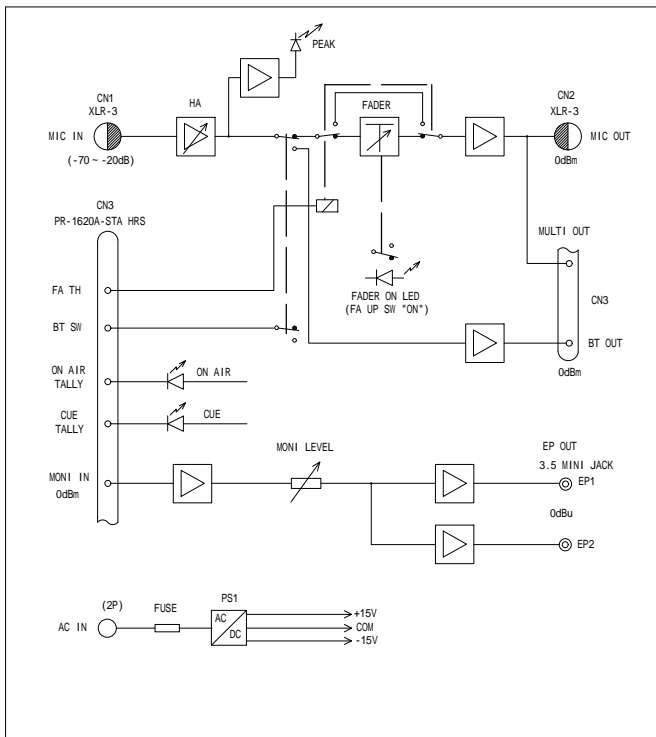 PEAK
CN1
XLR-3
HA
FADER
CN2
XLR-3
MIC IN
MIC OUT
(-70 ~ -20dB)
0dBm
CN3
PR-1620A-STA HRS
MULTI OUT
FA TH
FADER ON LED
(FA UP SW "ON")
CN3
BT SW
BT OUT
ON AIR
TALLY
ON AIR
0dBm
CUE
TALLY
CUE
MONI LEVEL
EP OUT
3.5 MINI JACK
MONI IN
0dBm
EP1
0dBu
EP2
(2P)
FUSE
PS1
AC IN
AC
DC
+15V
COM
-15V